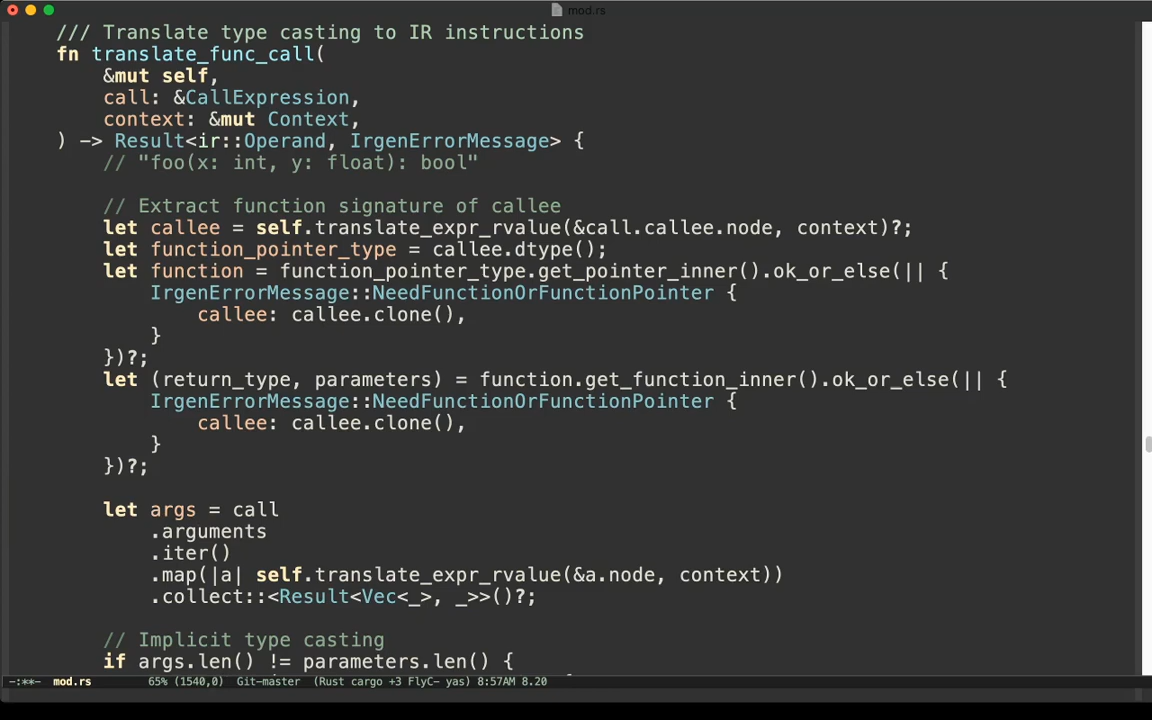 mod.rs
/// Translate type casting to IR instructions
fn translate_func_call(
    &mut self,
    call: &CallExpression,
    context: &mut Context,
) -> Result<ir::Operand, IrgenErrorMessage> {
    // "foo(x: int, y: float): bool"
    // Extract function signature of callee
    let callee = self.translate_expr_rvalue(&call.callee.node, context)?;
    let function_pointer_type = callee.dtype();
    let function = function_pointer_type.get_pointer_inner().ok_or_else(|| {
        IrgenErrorMessage::NeedFunctionOrFunctionPointer {
            callee: callee.clone(),
        }
    })?;
    let (return_type, parameters) = function.get_function_inner().ok_or_else(|| {
        IrgenErrorMessage::NeedFunctionOrFunctionPointer {
            callee: callee.clone(),
        }
    })?;
    let args = call
        .arguments
        .iter()
        .map(|a| self.translate_expr_rvalue(&a.node, context))
        .collect::<Result<Vec<_>, _>>()?;
    // Implicit type casting
    if args.len() != parameters.len() {
-:**-  mod.rs         65% (1540,0)  Git-master  (Rust cargo +3 FlyC- yas) 8:57AM 8.20